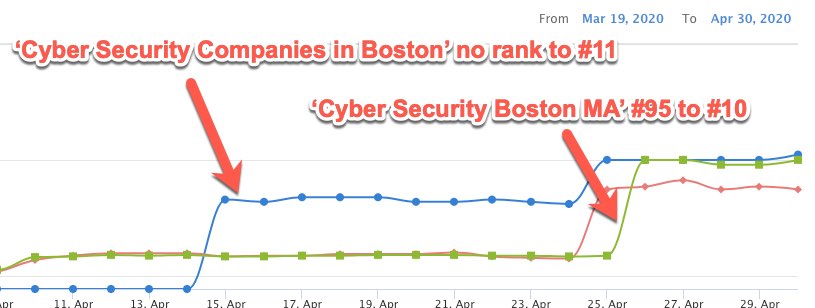 From Mar 19, 2020 To Apr 30, 2020
‘Cyber Security Companies in Boston’ no rank to #11
‘Cyber Security Boston MA’ #95 to #10
11. Apr 13. Apr 15. Apr 17. Apr 19. Apr 21. Apr 23. Apr 25. Apr 27. Apr 29. Apr